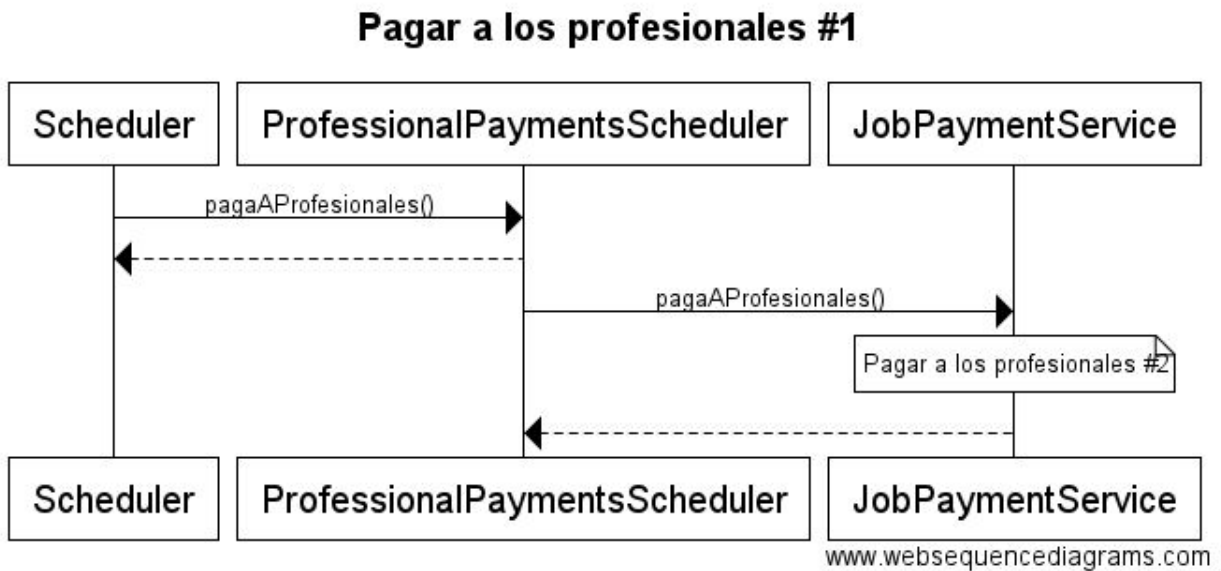 Pagar a los profesionales #1
Scheduler
ProfessionalPaymentsScheduler
JobPaymentService
pagaAProfesionales()
pagaAProfesionales()
Pagar a los profesionales #2
Scheduler
ProfessionalPaymentsScheduler
JobPaymentService
www.websequencediagrams.com